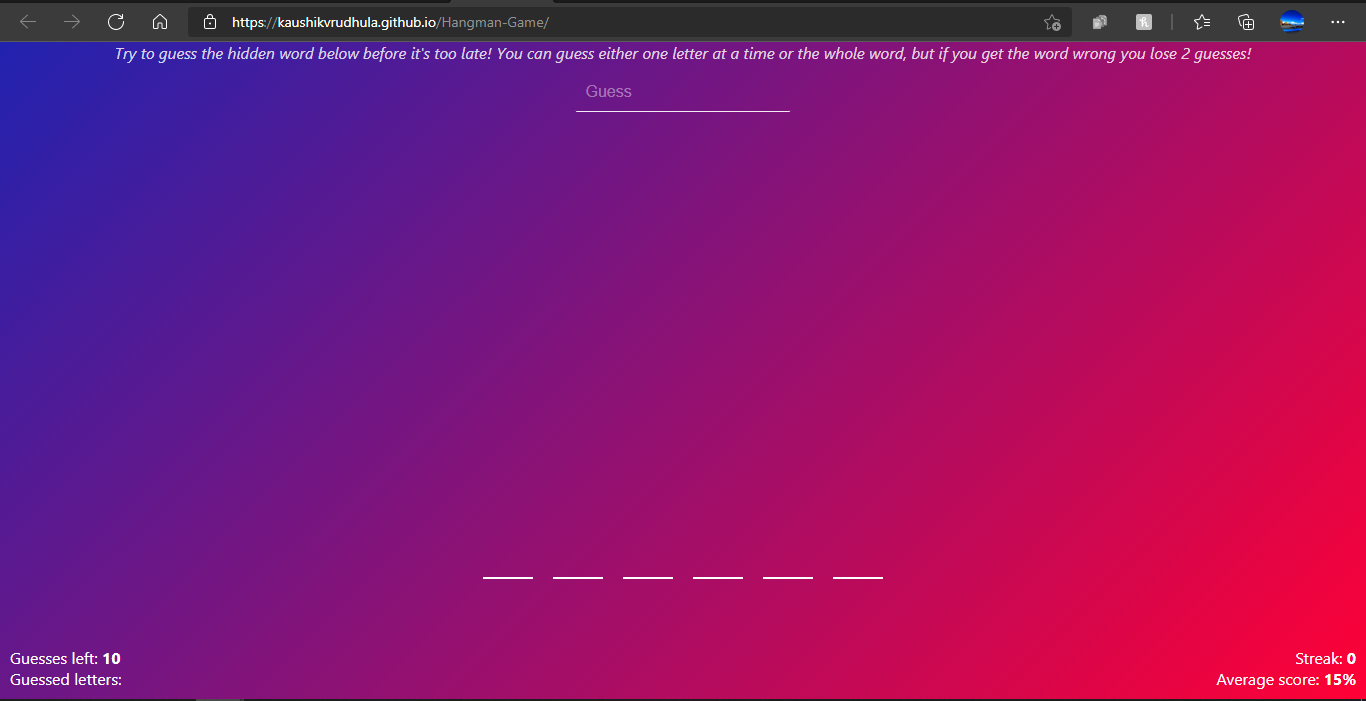 https://kaushikvrudhula.github.io/Hangman-Game/
Try to guess the hidden word below before it's too late! You can guess either one letter at a time or the whole word, but if you get the word wrong you lose 2 guesses!
Guess
Guesses left: 10
Guessed letters:
Streak: 0
Average score: 15%